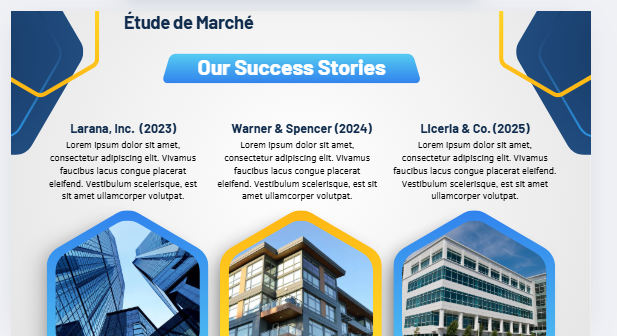 Étude de Marché
Our Success Stories
Larana, Inc. (2023)
Lorem ipsum dolor sit amet,
consectetur adipiscing elit. Vivamus
faucibus lacus congue placerat
eleifend. Vestibulum scelerisque, est
sit amet ullamcorper volutpat.
Warner & Spencer (2024)
Lorem ipsum dolor sit amet,
consectetur adipiscing elit. Vivamus
faucibus lacus congue placerat
eleifend. Vestibulum scelerisque, est sit
amet ullamcorper volutpat.
Liceria & Co. (2025)
Lorem ipsum dolor sit amet,
consectetur adipiscing elit. Vivamus
faucibus lacus congue placerat eleifend.
Vestibulum scelerisque, est sit amet
ullamcorper volutpat.